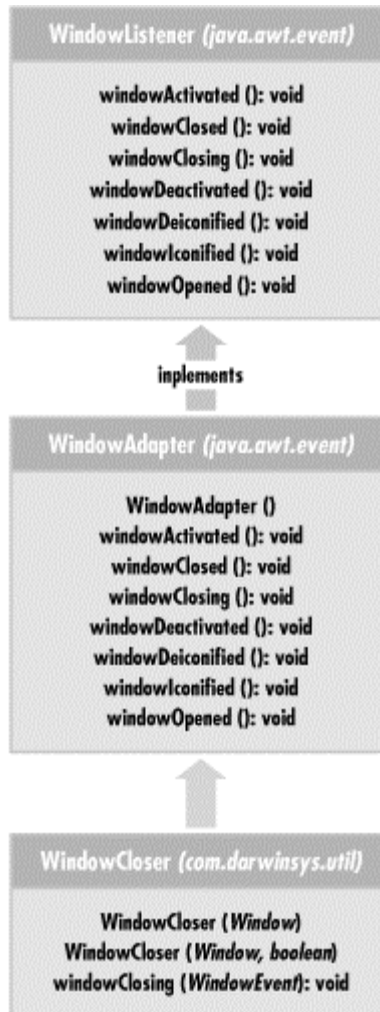 WindowListener (java.awt.event)
windowActivated (): void
windowClosed (): void
windowClosing (): void
windowDeactivated (): void
windowDeiconified (): void
windowIconified (): void
windowOpened (): void
inplements
WindowAdapter (java.awt.event)
WindowAdapter ()
windowActivated (): void
windowClosed (): void
windowClosing (): void
windowDeactivated (): void
windowDeiconified (): void
windowIconified (): void
windowOpened (): void
WindowCloser (com.darwinsys.util)
WindowCloser (Window)
WindowCloser (Window, boolean)
windowClosing (WindowEvent): void